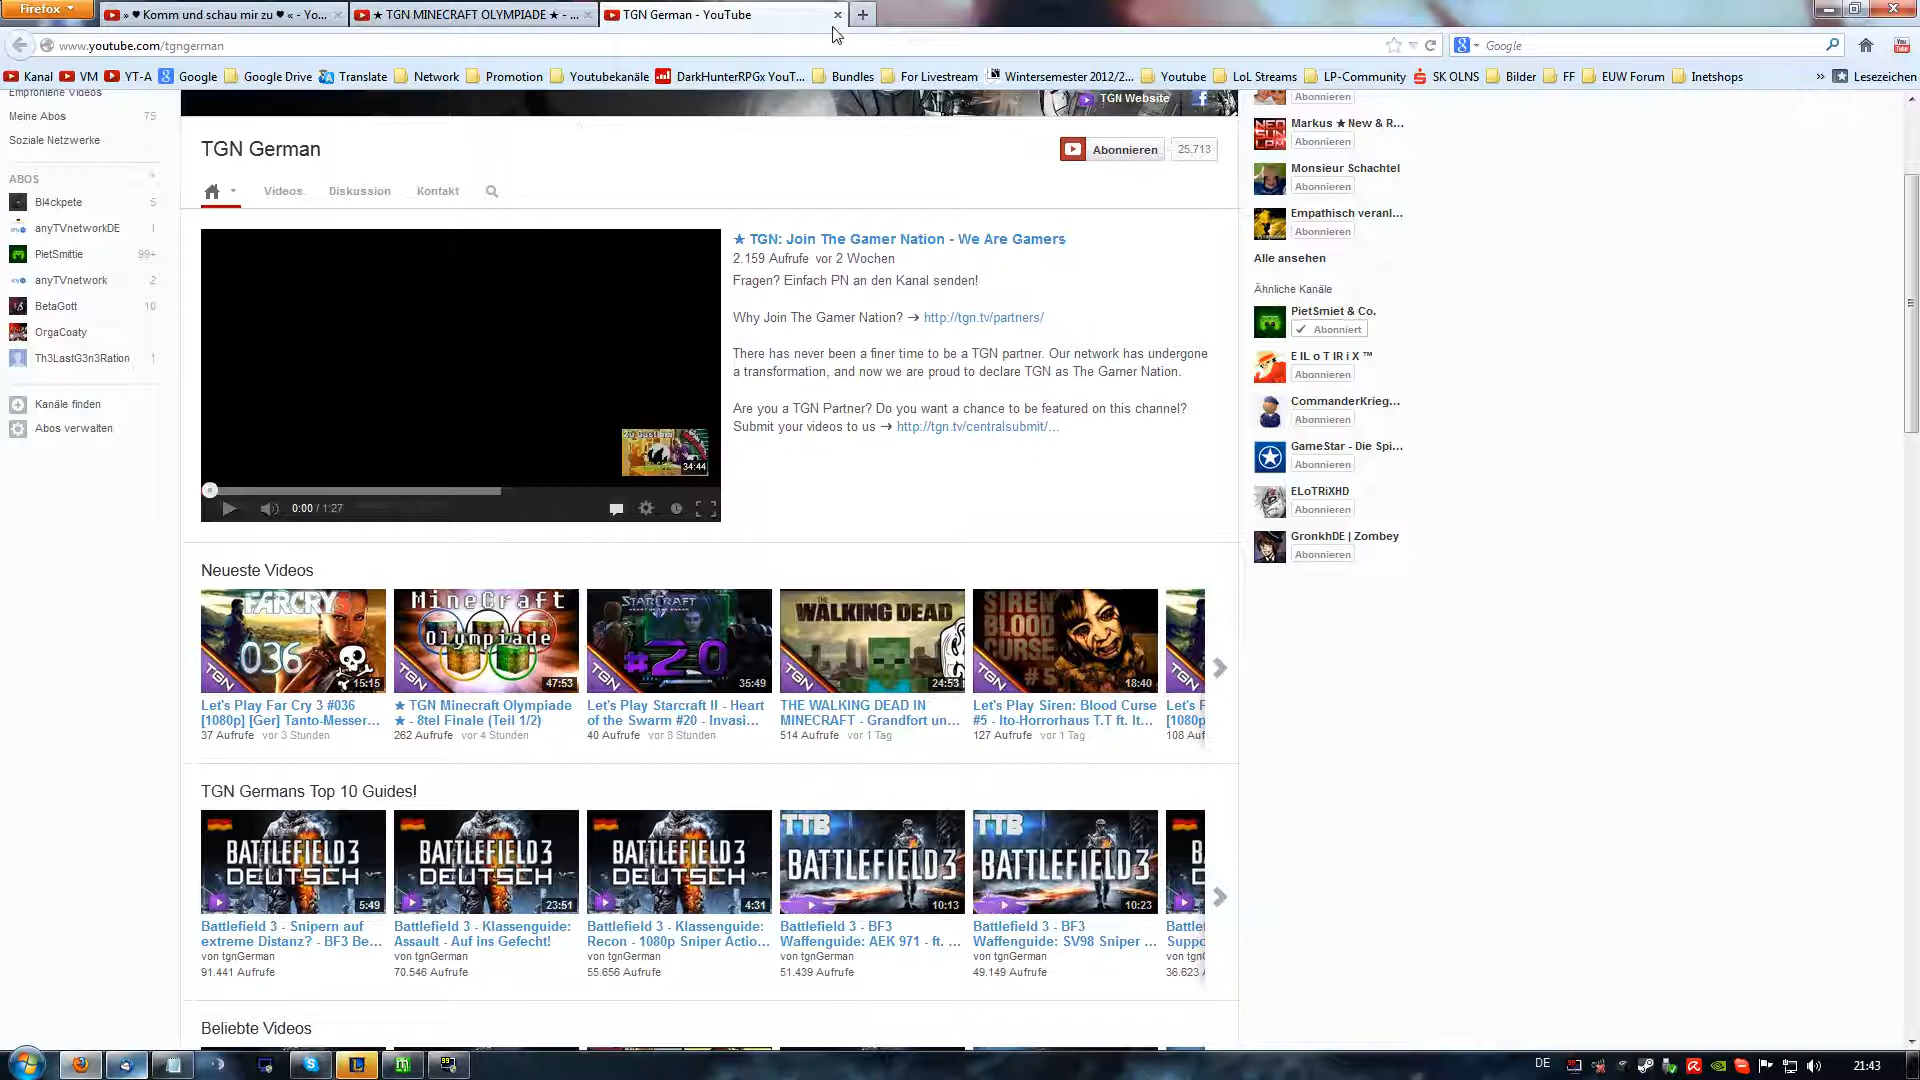 Firefox
» ♥ Komm und schau mir zu ♥ « - Yo...
★ TGN MINECRAFT OLYMPIADE ★ - ...
TGN German - YouTube
www.youtube.com/tgngerman
Google
Kanal
VM
YT-A
Google
Google Drive
Translate
Network
Promotion
Youtubekanäle
DarkHunterRPGx YouT...
Bundles
For Livestream
Wintersemester 2012/2...
Youtube
LoL Streams
LP-Community
SK OLNS
Bilder
FF
EUW Forum
Inetshops
»
Lesezeichen
Empfohlene Videos
Meine Abos 75
Soziale Netzwerke
ABOS
Bl4ckpete 5
anyTVnetworkDE 1
PietSmittie 99+
anyTVnetwork 2
BetaGott 10
OrgaCoaty
Th3LastG3n3Ration 1
Kanäle finden
Abos verwalten
TGN Website
TGN German
Abonnieren 25.713
Videos
Diskussion
Kontakt
34:44
0:00 / 1:27
★ TGN: Join The Gamer Nation - We Are Gamers
2.159 Aufrufe vor 2 Wochen
Fragen? Einfach PN an den Kanal senden!
Why Join The Gamer Nation? → http://tgn.tv/partners/
There has never been a finer time to be a TGN partner. Our network has undergone
a transformation, and now we are proud to declare TGN as The Gamer Nation.
Are you a TGN Partner? Do you want a chance to be featured on this channel?
Submit your videos to us → http://tgn.tv/centralsubmit/...
Neueste Videos
FARCRY3
036
TGN
15:15
Let's Play Far Cry 3 #036
[1080p] [Ger] Tanto-Messer...
37 Aufrufe vor 3 Stunden
MineCraft
Olympiade
TGN
47:53
★ TGN Minecraft Olympiade
★ - 8tel Finale (Teil 1/2)
262 Aufrufe vor 4 Stunden
STARCRAFT
#20
TGN
35:49
Let's Play Starcraft II - Heart
of the Swarm #20 - Invasi...
40 Aufrufe vor 8 Stunden
THE
WALKING DEAD
TGN
24:53
THE WALKING DEAD IN
MINECRAFT - Grandfort un...
514 Aufrufe vor 1 Tag
SIREN
BLOOD
CURSE
#5
TGN
18:40
Let's Play Siren: Blood Curse
#5 - Ito-Horrorhaus T.T ft. It...
127 Aufrufe vor 1 Tag
TGN
Let's F
[1080p
108 Auf
TGN Germans Top 10 Guides!
BATTLEFIELD 3
DEUTSCH
5:49
Battlefield 3 - Snipern auf
extreme Distanz? - BF3 Be...
von tgnGerman
91.441 Aufrufe
BATTLEFIELD 3
DEUTSCH
23:51
Battlefield 3 - Klassenguide:
Assault - Auf ins Gefecht!
von tgnGerman
70.546 Aufrufe
BATTLEFIELD 3
DEUTSCH
4:31
Battlefield 3 - Klassenguide:
Recon - 1080p Sniper Actio...
von tgnGerman
55.656 Aufrufe
TTB
BATTLEFIELD 3
10:13
Battlefield 3 - BF3
Waffenguide: AEK 971 - ft. ...
von tgnGerman
51.439 Aufrufe
TTB
BATTLEFIELD 3
10:23
Battlefield 3 - BF3
Waffenguide: SV98 Sniper ...
von tgnGerman
49.149 Aufrufe
Battlef
Suppo
von tgn
36.623
Beliebte Videos
Abonnieren
Markus ★ New & R...
Abonnieren
Monsieur Schachtel
Abonnieren
Empathisch veranl...
Abonnieren
Alle ansehen
Ähnliche Kanäle
PietSmiet & Co.
✓ Abonniert
E IL o T IR i X ™
Abonnieren
CommanderKrieg...
Abonnieren
GameStar - Die Spi...
Abonnieren
ELoTRiXHD
Abonnieren
GronkhDE | Zombey
Abonnieren
DE
21:43